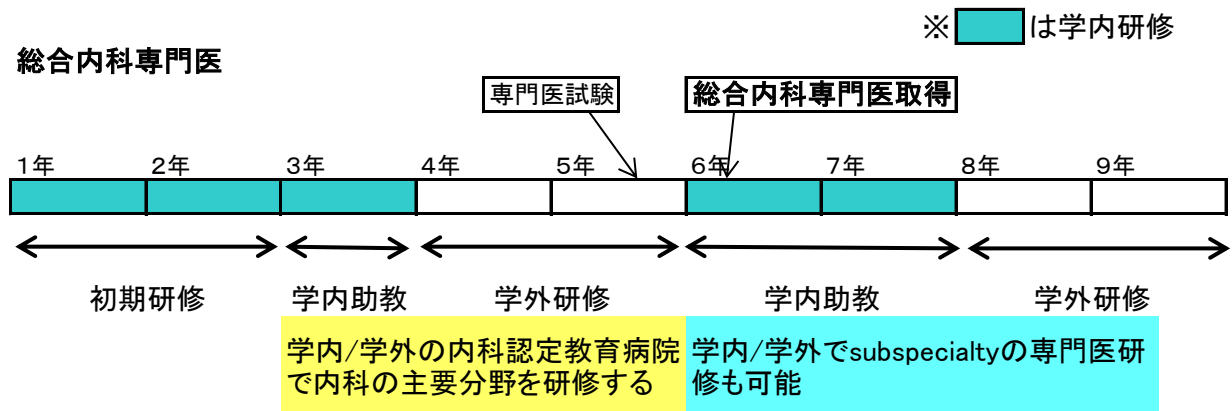 ※ は学内研修
総合内科専門医
専門医試験 総合内科専門医取得
1年 2年 3年 4年 5年 6年 7年 8年 9年
初期研修 学内助教 学外研修 学内助教 学外研修
学内/学外の内科認定教育病院
で内科の主要分野を研修する
学内/学外でsubspecialtyの専門医研
修も可能